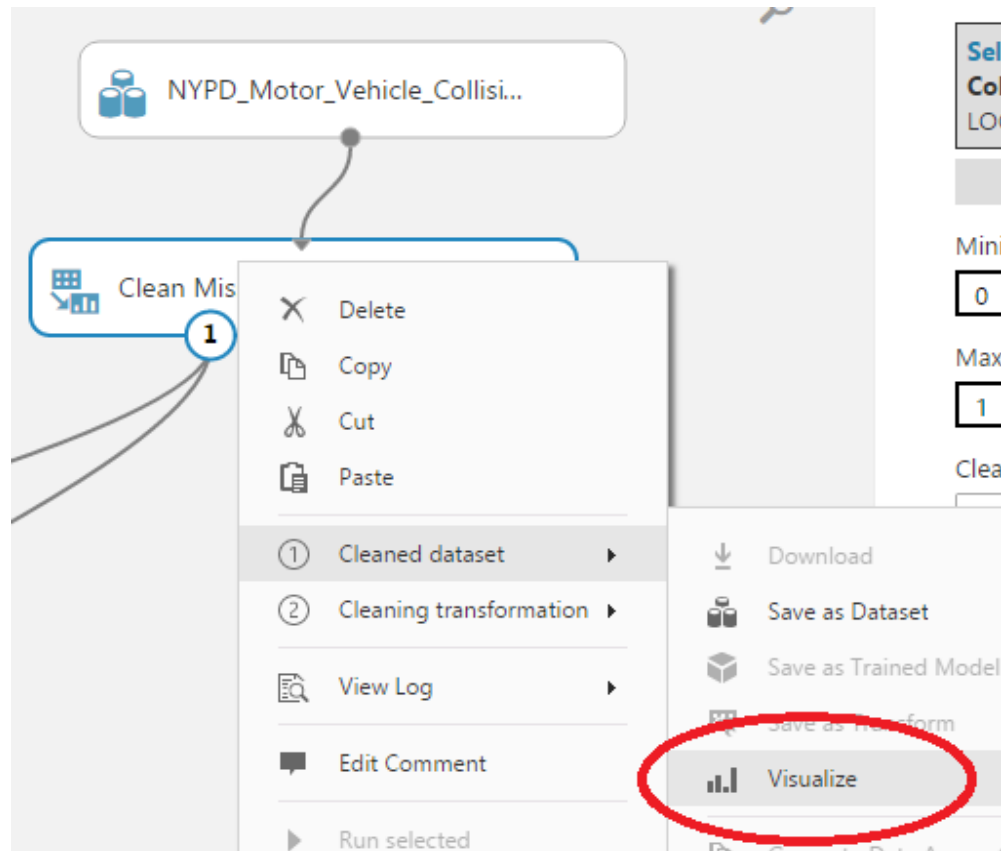 NYPD_Motor_Vehicle_Collisi...
Clean Mis
1
Delete
Copy
Cut
Paste
1 Cleaned dataset
2 Cleaning transformation
View Log
Edit Comment
Run selected
Download
Save as Dataset
Save as Trained Model
Save as Transform
Visualize
Sel
Col
LO
Mini
0
Max
1
Clea